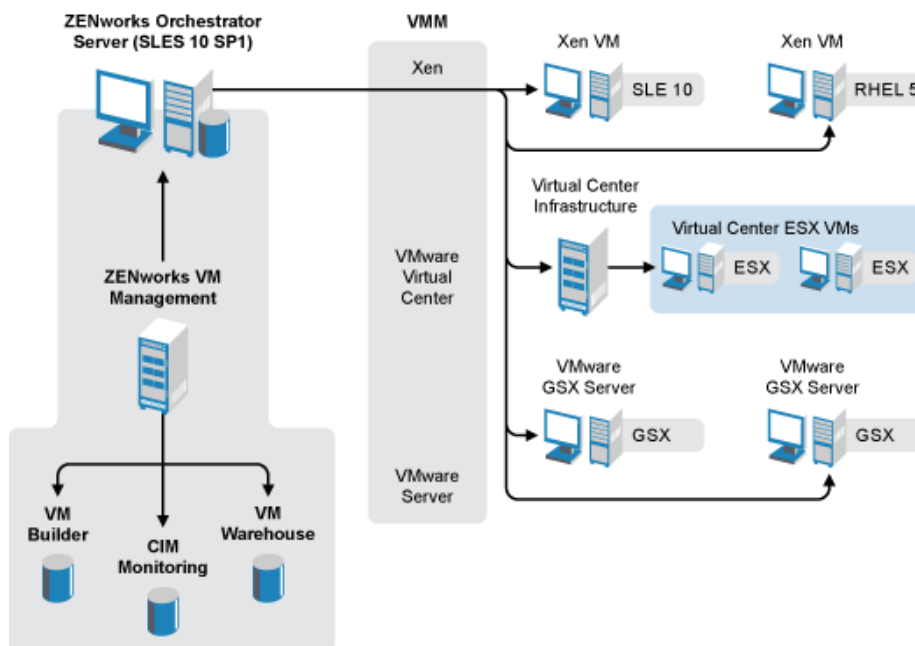 ZENworks Orchestrator
Server (SLES 10 SP1)
ZENworks VM
Management
VM
Builder
CIM
Monitoring
VM
Warehouse
VMM
Xen
VMware
Virtual
Center
VMware
Server
Xen VM
SLE 10
Xen VM
RHEL 5
Virtual Center
Infrastructure
Virtual Center ESX VMs
ESX
ESX
VMware
GSX Server
GSX
VMware
GSX Server
GSX